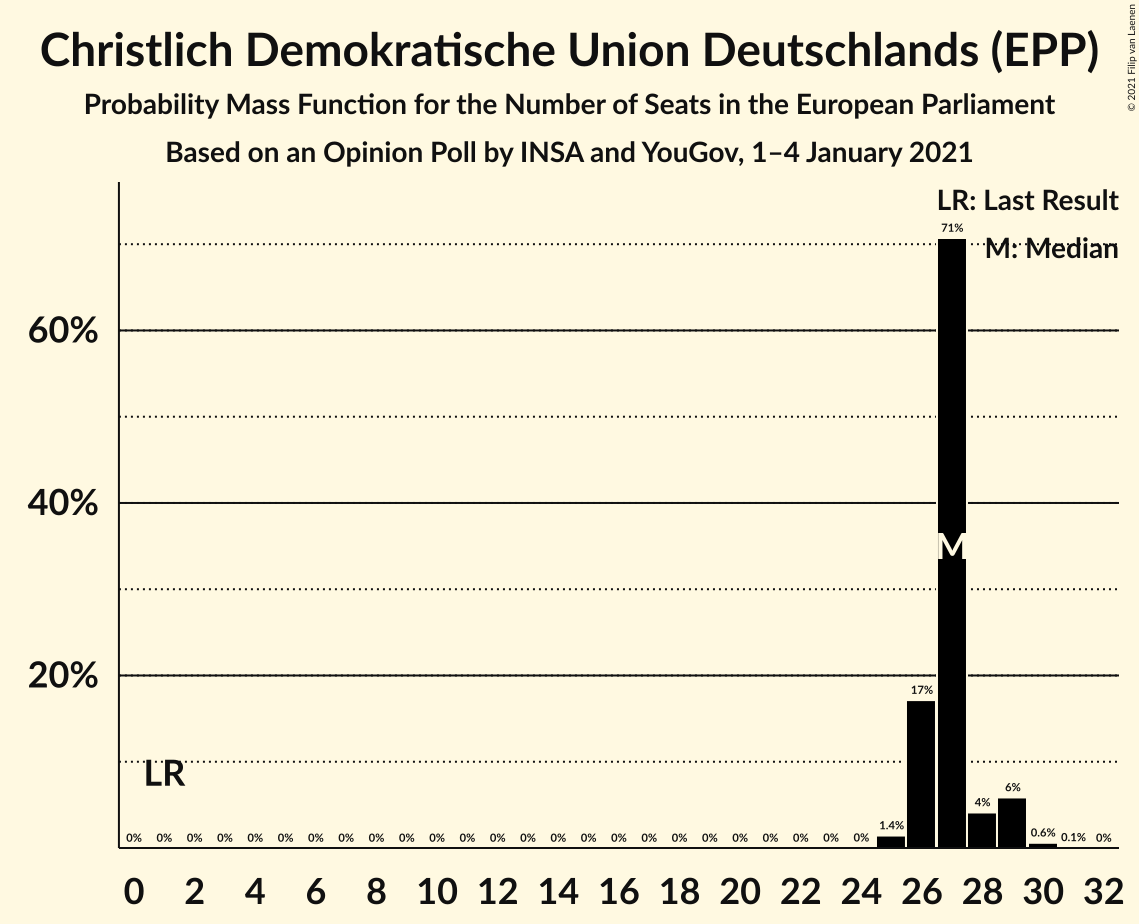 Christlich Demokratische Union Deutschlands (EPP)
Probability Mass Function for the Number of Seats in the European Parliament
Based on an Opinion Poll by INSA and YouGov, 1–4 January 2021
© 2021 Filip van Laenen
LR: Last Result
M: Median
71%
60%
40%
M
20%
17%
LR
6%
4%
1.4%
0.6%
0% 0% 0% 0% 0% 0% 0% 0% 0% 0% 0% 0% 0% 0% 0% 0% 0% 0% 0% 0% 0% 0% 0% 0% 0% 0.1% 0%
0 2 4 6 8 10 12 14 16 18 20 22 24 26 28 30 32